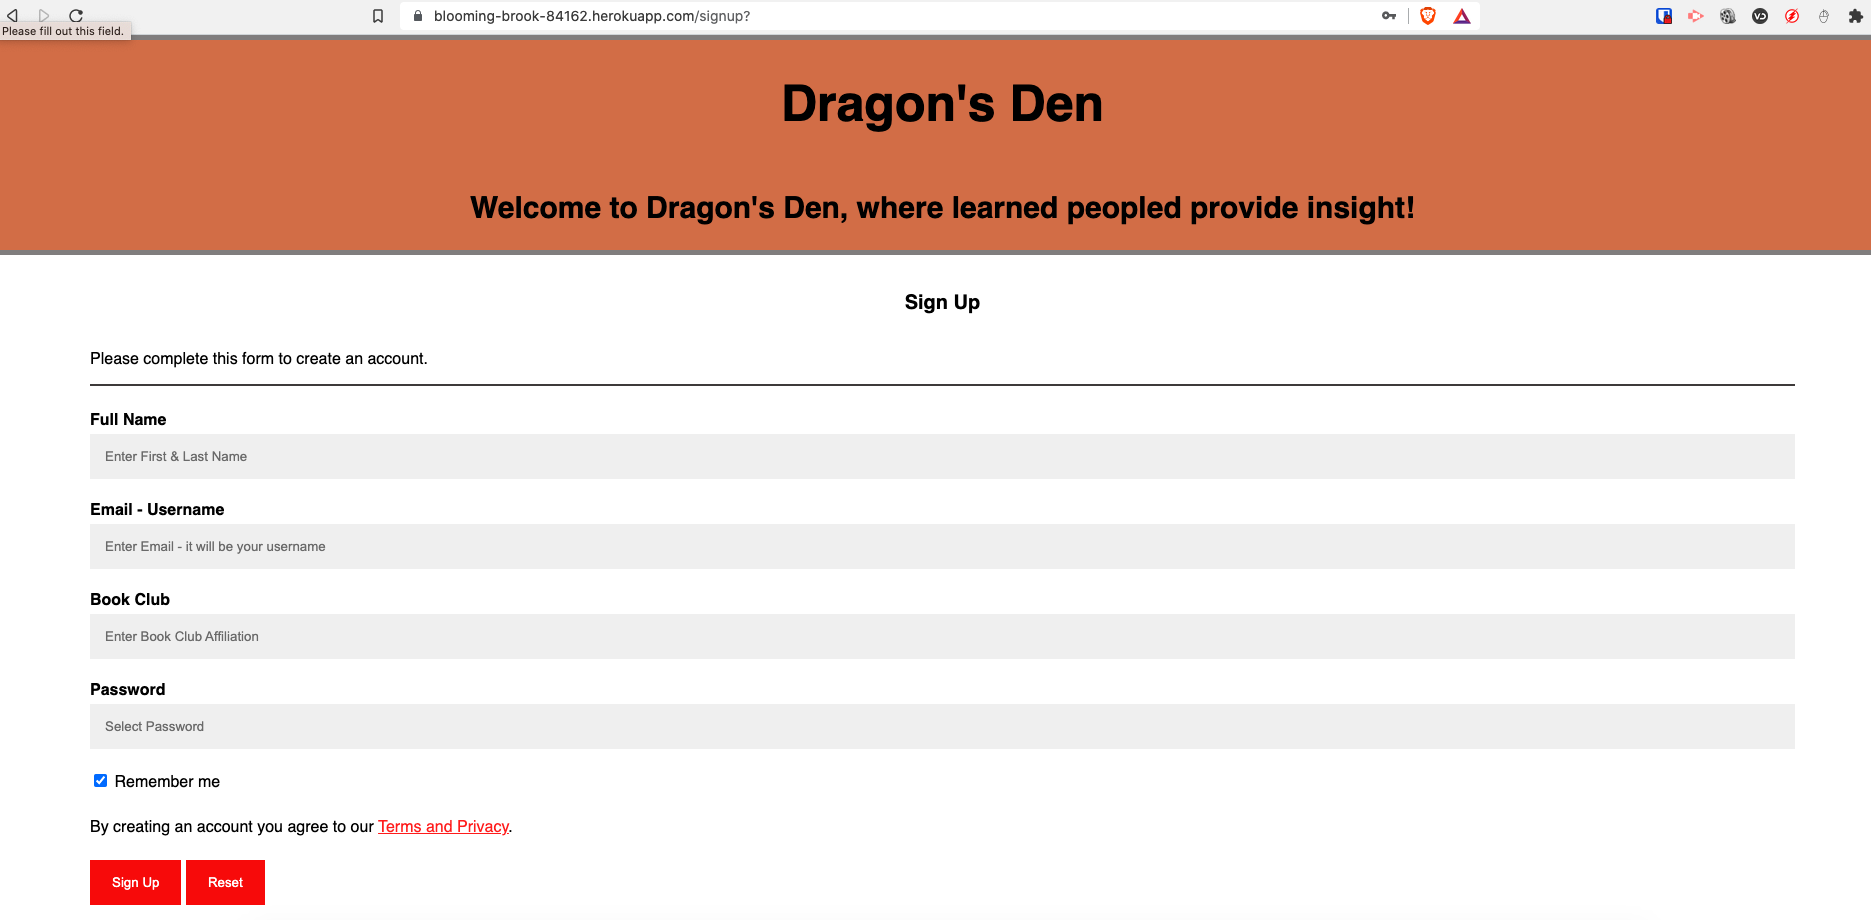 blooming-brook-84162.herokuapp.com/signup?
Please fill out this field.
Dragon's Den
Welcome to Dragon's Den, where learned peopled provide insight!
Sign Up
Please complete this form to create an account.
Full Name
Enter First & Last Name
Email - Username
Enter Email - it will be your username
Book Club
Enter Book Club Affiliation
Password
Select Password
Remember me
By creating an account you agree to our Terms and Privacy.
Sign Up Reset